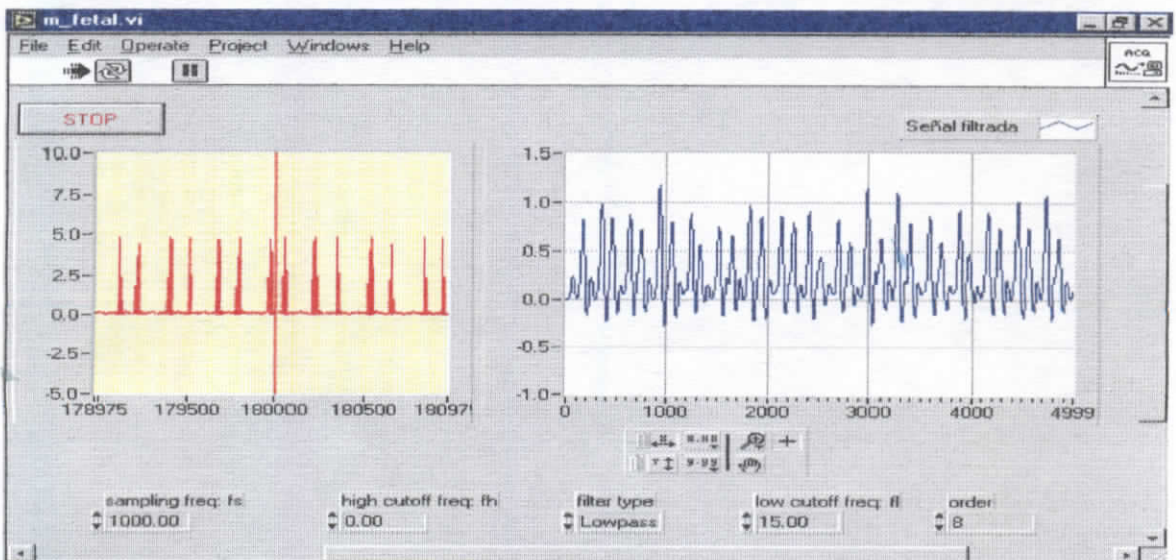 m_fetal.vi
File Edit Operate Project Windows Help
ACQ
STOP
Señal filtrada
10.0
7.5
5.0
2.5
0.0
-2.5
-5.0
178975 179500 180000 180500 18097
1.5
1.0
0.5
0.0
-0.5
-1.0
0 1000 2000 3000 4000 4999
sampling freq: fs
1000.00
high cutoff freq: fh
0.00
filter type
Lowpass
low cutoff freq: fl
15.00
order
8